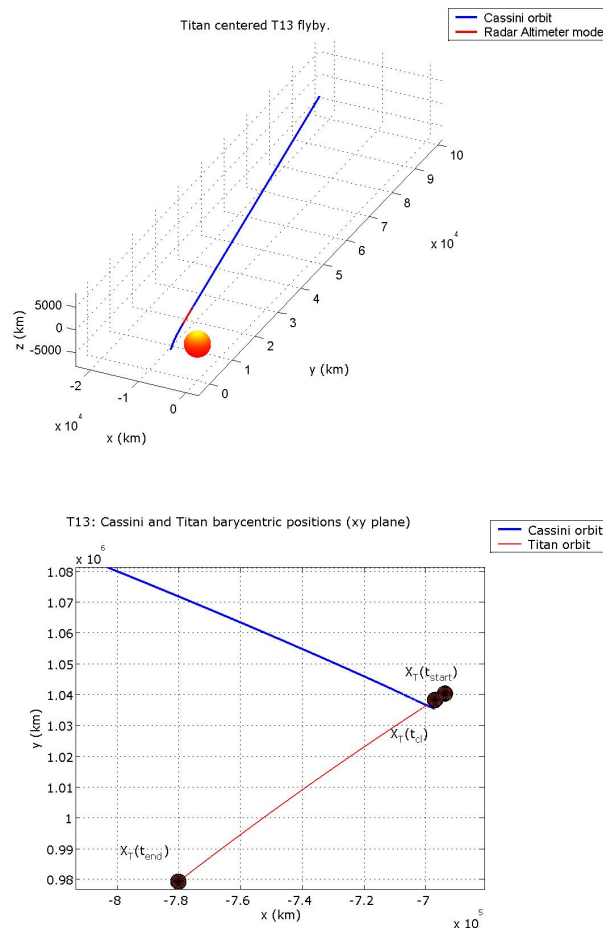 Titan centered T13 flyby.
Cassini orbit
Radar Altimeter mode
10
9
8
7
6
5
4
3
2
1
0
x 10^4
y (km)
5000
0
-5000
z (km)
-2
-1
0
x 10^4
x (km)
T13: Cassini and Titan barycentric positions (xy plane)
Cassini orbit
Titan orbit
x 10^6
1.08
1.07
1.06
1.05
1.04
1.03
1.02
1.01
1
0.99
0.98
y (km)
X_T(t_start)
X_T(t_cl)
X_T(t_end)
-8 -7.8 -7.6 -7.4 -7.2 -7
x (km)
x 10^5